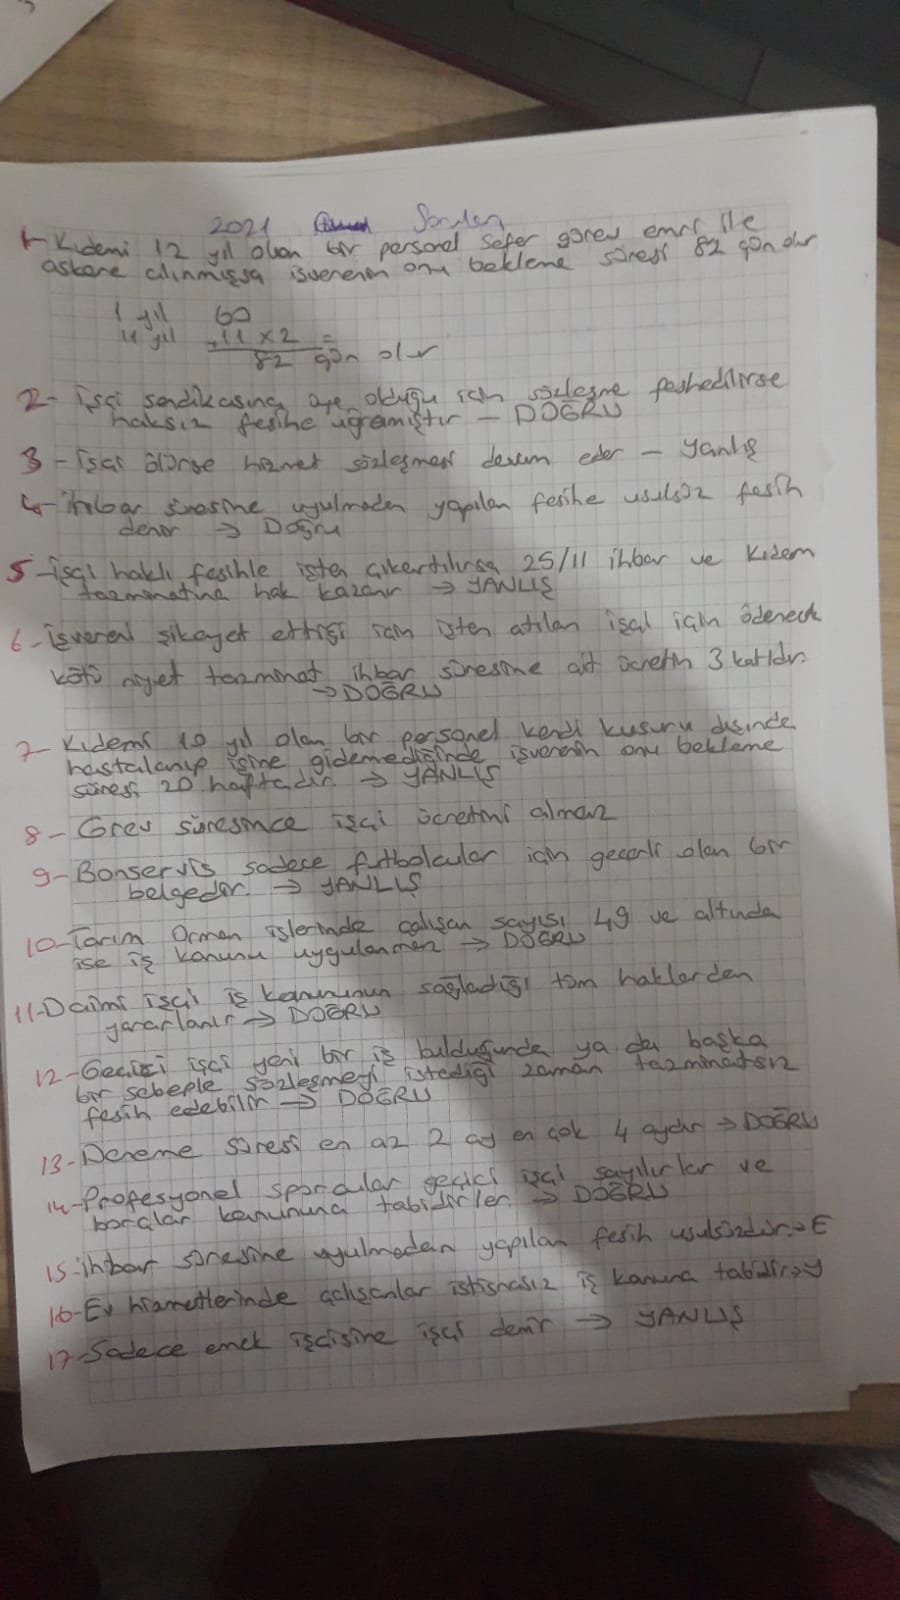 2021 Soruları
1- Kıdemi 12 yıl olan bir personel sefer görev emri ile
askere alınmışsa işverenin onu bekleme süresi 82 gündür
1 yıl 60
11 yıl 11 x 2 =
82 gün olur
2- işçi sendikasına üye olduğu için sözleşme feshedilirse
haksız fesihe uğramıştır - DOĞRU
3 - işçi ölürse hizmet sözleşmesi devam eder - Yanlış
4- ihbar süresine uyulmadan yapılan fesihe usulsüz fesih
denir → Doğru
5 - işçi haklı fesihle işten çıkartılırsa 25/11 ihbar ve kıdem
tazminatına hak kazanır → YANLIŞ
6 - işvereni şikayet ettiği için işten atılan işçi için ödenecek
kötü niyet tazminat ihbar süresine ait ücretin 3 katıdır.
→ DOĞRU
7- Kıdemi 10 yıl olan bir personel kendi kusuru dışında
hastalanıp işine gidemediğinde işverenin onu bekleme
süresi 20 haftadır. → YANLIŞ
8 - Grev süresince işçi ücretini almaz
9- Bonservis sadece futbolcular için geçerli olan bir
belgedir. → YANLIŞ
10- Tarım Orman işlerinde çalışan sayısı 49 ve altında
ise iş kanunu uygulanmaz → DOĞRU
11- Daimi işçi iş kanununun sağladığı tüm haklardan
yararlanır → DOĞRU
12- Geçici işçi yeni bir iş bulduğunda ya da başka
bir sebeple sözleşmeyi istediği zaman tazminatsız
fesih edebilir → DOĞRU
13- Deneme süresi en az 2 ay en çok 4 aydır → DOĞRU
14- Profesyonel sporcular geçici işçi sayılırlar ve
borçlar kanununa tabidirler. → DOĞRU
15- ihbar süresine uyulmadan yapılan fesih usulsüzdür. → E
16- Ev hizmetlerinde çalışanlar istisnasız iş kanuna tabidir → y
17- Sadece emek işçisine işçi denir → YANLIŞ